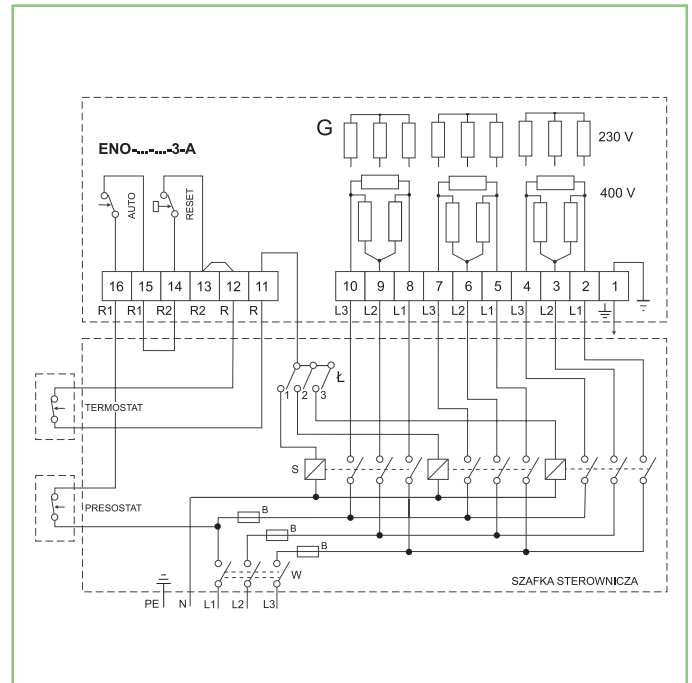 G
230 V
ENO-...-...-3-A
400 V
AUTO
RESET
16 15 14 13 12 11 10 9 8 7 6 5 4 3 2 1
R1 R1 R2 R2 R R L3 L2 L1 L3 L2 L1 L3 L2 L1
Ł
1 2 3
TERMOSTAT
S
PRESOSTAT
B
B
B
W
SZAFKA STEROWNICZA
PE N L1 L2 L3